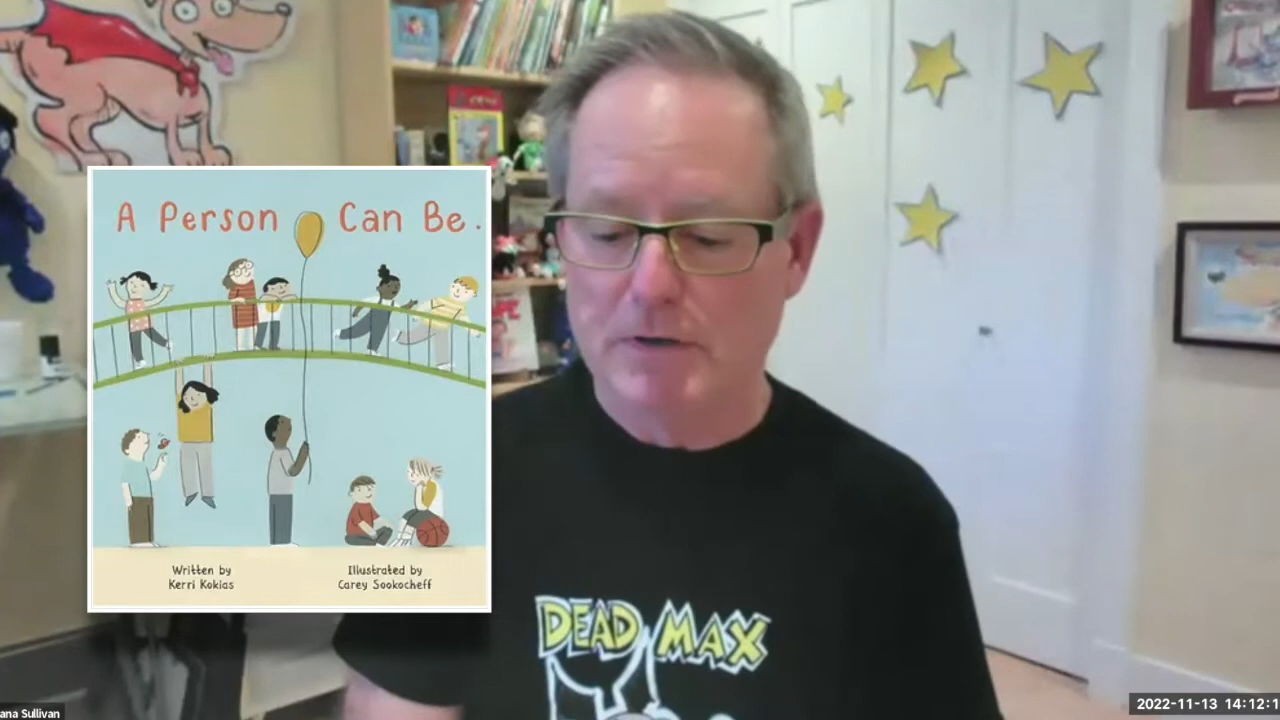 A Person Can Be.
Written by
Kerri Kokias
Illustrated by
Carey Sookocheff
DEAD MAX
ana Sullivan
2022-11-13 14:12:1